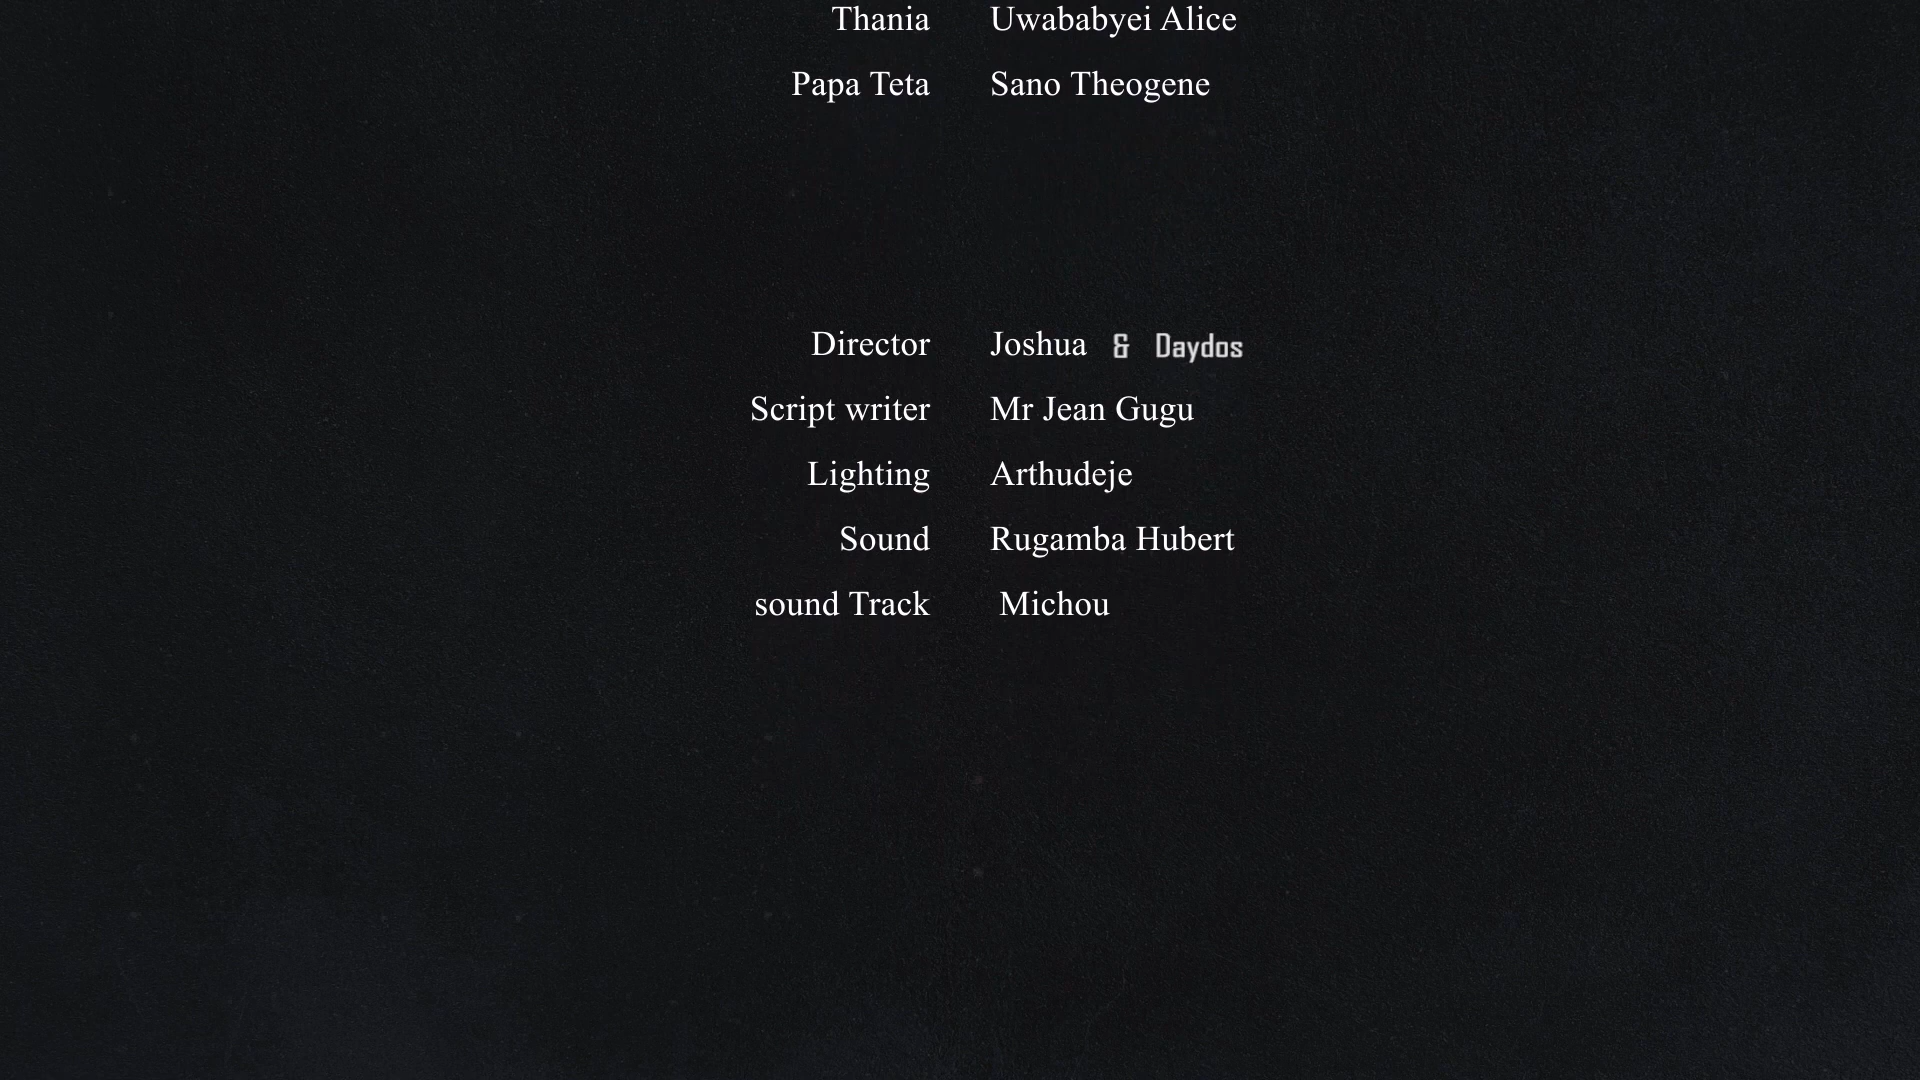 Thania Uwababyei Alice
Papa Teta Sano Theogene
Director Joshua & Daydos
Script writer Mr Jean Gugu
Lighting Arthudeje
Sound Rugamba Hubert
sound Track Michou